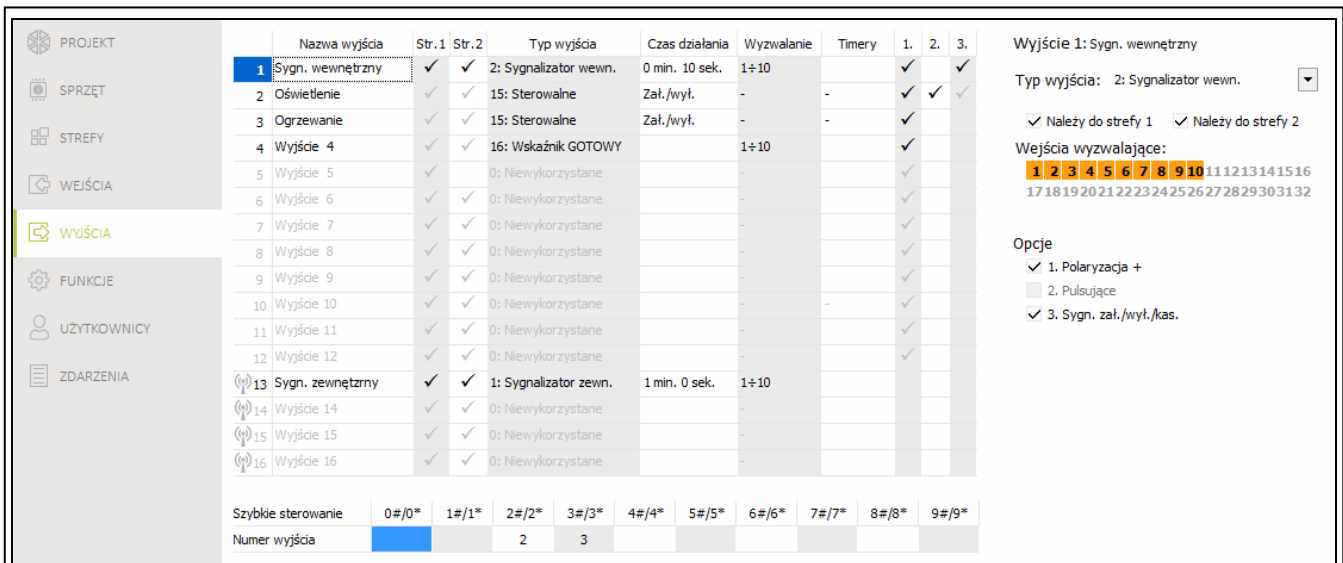 PROJEKT
SPRZĘT
STREFY
WEJŚCIA
WYJŚCIA
FUNKCJE
UŻYTKOWNICY
ZDARZENIA
Nazwa wyjścia Str.1 Str.2 Typ wyjścia Czas działania Wyzwalanie Timery 1. 2. 3.
1 Sygn. wewnętrzny ✓ ✓ 2: Sygnalizator wewn. 0 min. 10 sek. 1÷10 ✓ ✓
2 Oświetlenie ✓ ✓ 15: Sterowalne Zał./wył. - - ✓ ✓ ✓
3 Ogrzewanie ✓ ✓ 15: Sterowalne Zał./wył. - - ✓
4 Wyjście 4 ✓ ✓ 16: Wskaźnik GOTOWY 1÷10 ✓
5 Wyjście 5 ✓ ✓ 0: Niewykorzystane - ✓
6 Wyjście 6 ✓ ✓ 0: Niewykorzystane - ✓
7 Wyjście 7 ✓ ✓ 0: Niewykorzystane - ✓
8 Wyjście 8 ✓ ✓ 0: Niewykorzystane - ✓
9 Wyjście 9 ✓ ✓ 0: Niewykorzystane - ✓
10 Wyjście 10 ✓ ✓ 0: Niewykorzystane - - ✓
11 Wyjście 11 ✓ ✓ 0: Niewykorzystane - ✓
12 Wyjście 12 ✓ ✓ 0: Niewykorzystane - ✓
13 Sygn. zewnętzrny ✓ ✓ 1: Sygnalizator zewn. 1 min. 0 sek. 1÷10
14 Wyjście 14 ✓ ✓ 0: Niewykorzystane -
15 Wyjście 15 ✓ ✓ 0: Niewykorzystane -
16 Wyjście 16 ✓ ✓ 0: Niewykorzystane -
Szybkie sterowanie 0#/0* 1#/1* 2#/2* 3#/3* 4#/4* 5#/5* 6#/6* 7#/7* 8#/8* 9#/9*
Numer wyjścia 2 3
Wyjście 1: Sygn. wewnętrzny
Typ wyjścia: 2: Sygnalizator wewn.
✓ Należy do strefy 1 ✓ Należy do strefy 2
Wejścia wyzwalające:
1 2 3 4 5 6 7 8 9 10 11 12 13 14 15 16
17 18 19 20 21 22 23 24 25 26 27 28 29 30 31 32
Opcje
✓ 1. Polaryzacja +
2. Pulsujące
✓ 3. Sygn. zał./wył./kas.